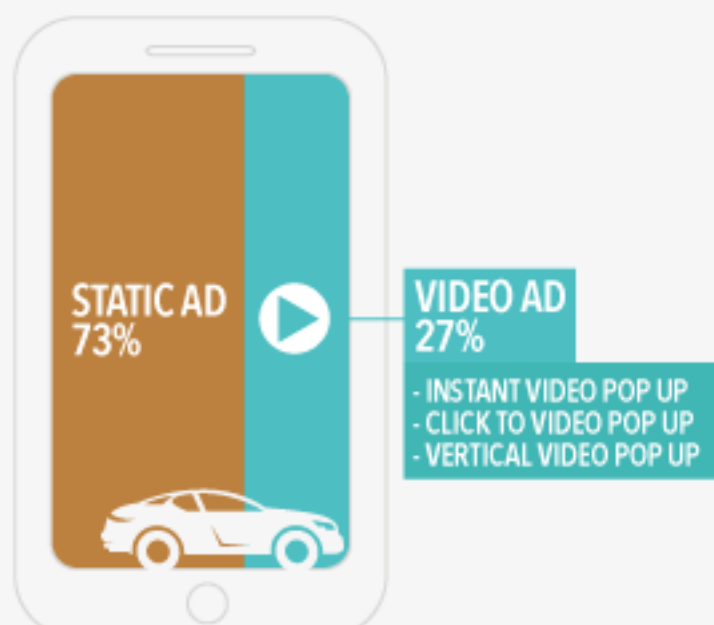 STATIC AD
73%
VIDEO AD
27%
- INSTANT VIDEO POP UP
- CLICK TO VIDEO POP UP
- VERTICAL VIDEO POP UP